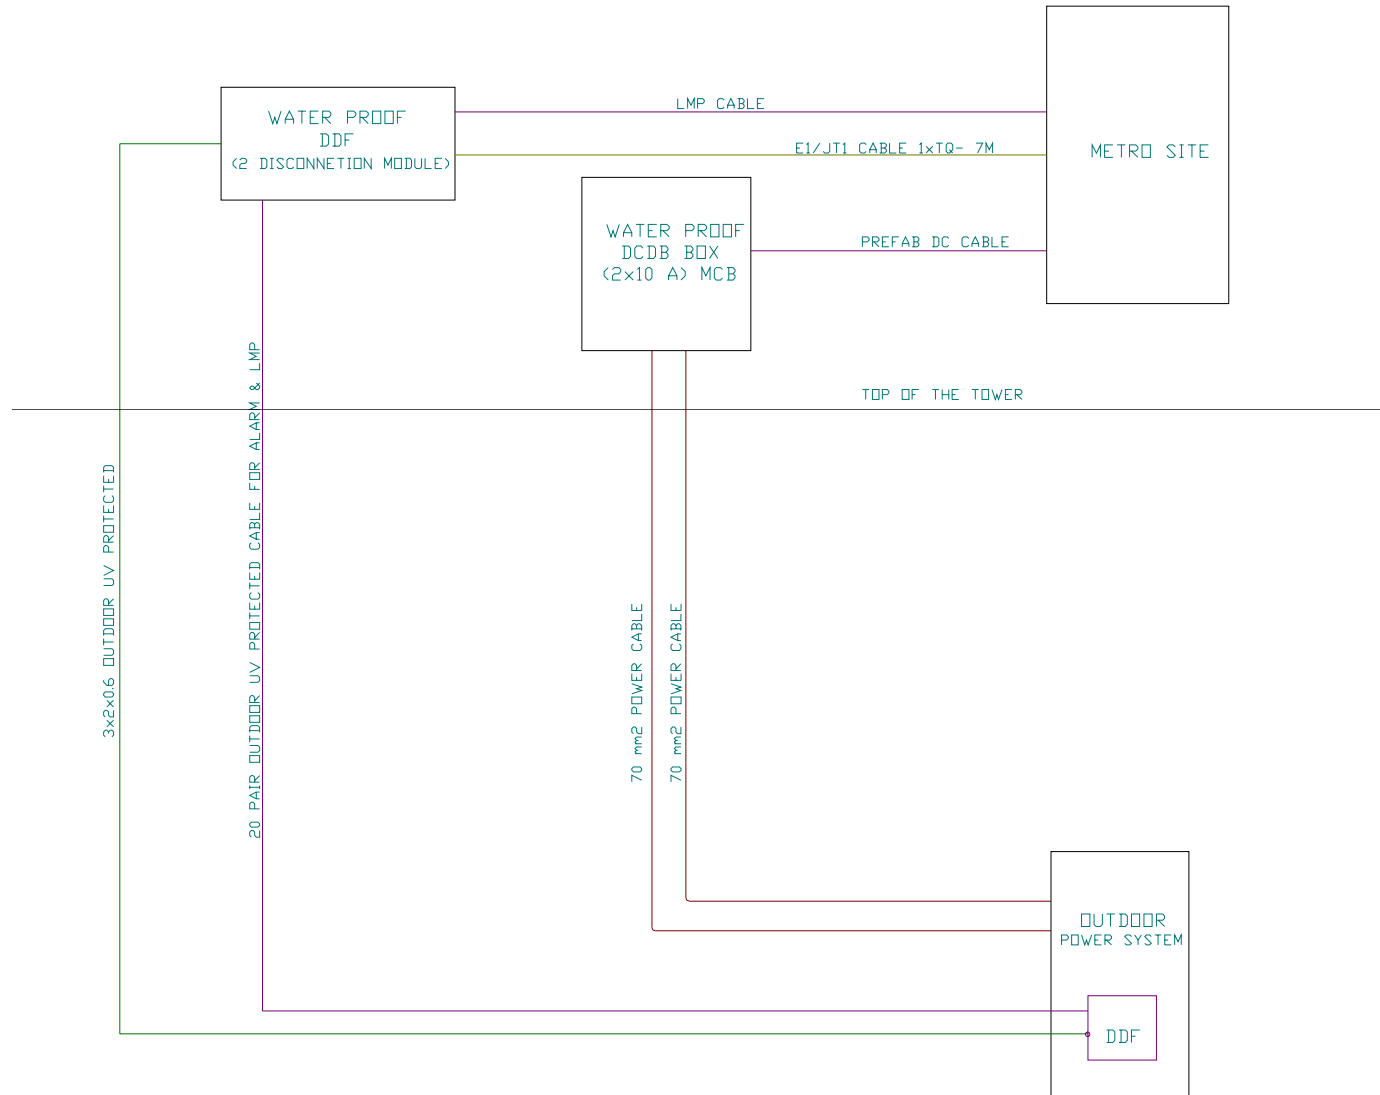 LMP CABLE
WATER PROOF
DDF
(2 DISCONNETION MODULE)
E1/JT1 CABLE 1xTQ- 7M
METRO SITE
WATER PROOF
DCDB BOX
(2x10 A) MCB
PREFAB DC CABLE
TOP OF THE TOWER
3x2x0.6 OUTDOOR UV PROTECTED
20 PAIR OUTDOOR UV PROTECTED CABLE FOR ALARM & LMP
70 mm2 POWER CABLE
70 mm2 POWER CABLE
OUTDOOR
POWER SYSTEM
DDF